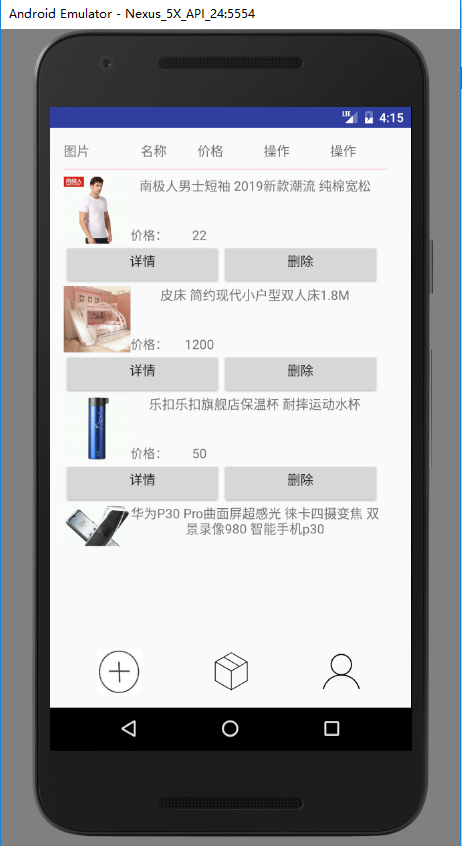 Android Emulator - Nexus_5X_API_24:5554
LTE 4:15
图片 名称 价格 操作 操作
南极人
南极人男士短袖 2019新款潮流 纯棉宽松
价格: 22
详情 删除
皮床 简约现代小户型双人床1.8M
价格: 1200
详情 删除
乐扣乐扣旗舰店保温杯 耐摔运动水杯
价格: 50
详情 删除
华为P30 Pro曲面屏超感光 徕卡四摄变焦 双
景录像980 智能手机p30